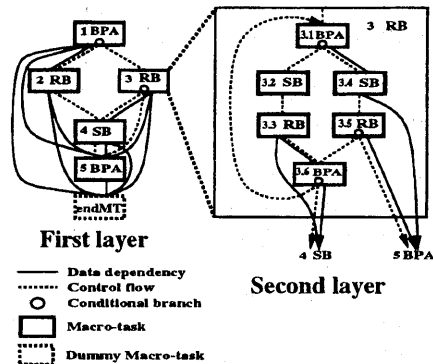 1 BPA
2 RB
3 RB
4 SB
5 BPA
endMT
First layer
Data dependency
Control flow
Conditional branch
Macro-task
Dummy Macro-task
3 RB
3.1 BPA
3.2 SB
3.4 SB
3.3 RB
3.5 RB
3.6 BPA
4 SB
5 BPA
Second layer